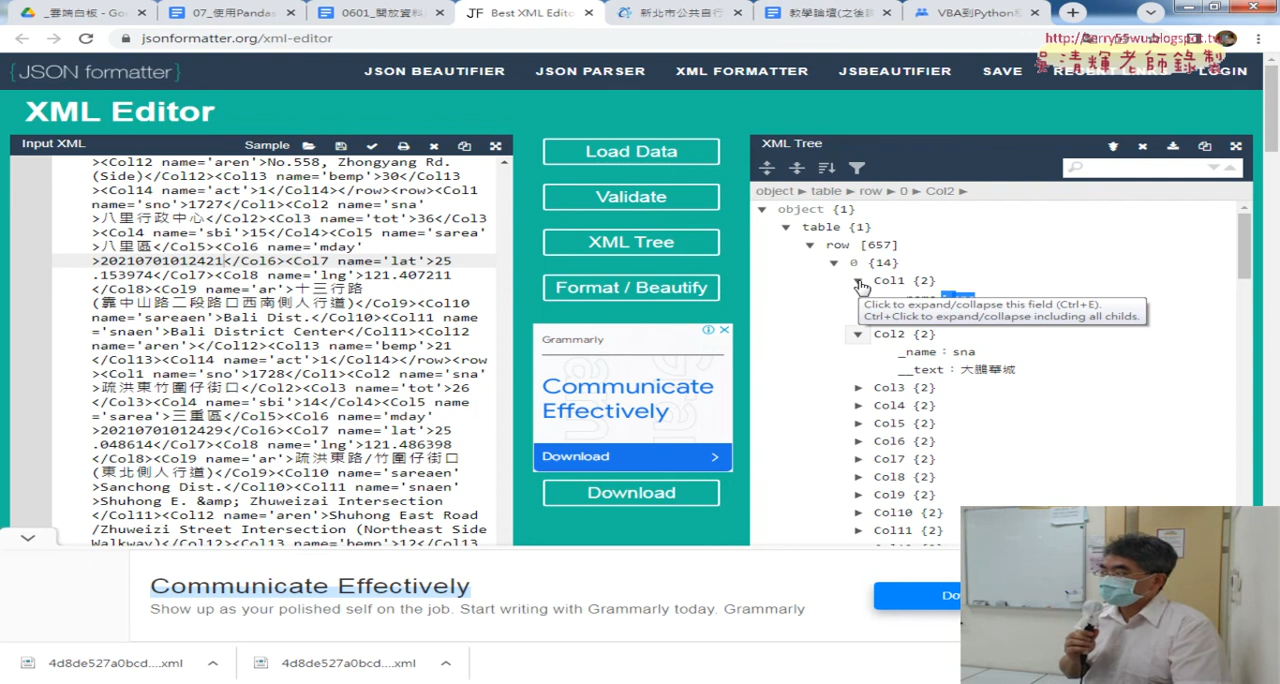 _雲端白板 - Go
07_使用Panda
0601_開放資料
Best XML Edito
新北市公共自行
教學論壇(之後
VBA到Python
jsonformatter.org/xml-editor
http://terry55wu.blogspot.tw
吳清輝老師錄製
{JSON formatter}
JSON BEAUTIFIER
JSON PARSER
XML FORMATTER
JSBEAUTIFIER
SAVE
RECENT LINKS
LOGIN
XML Editor
Input XML
Sample
><Col12 name='aren'>No.558, Zhongyang Rd.
(Side)</Col12><Col13 name='bemp'>30</Col13
><Col14 name='act'>1</Col14></row><row><Col1
name='sno'>1727</Col1><Col2 name='sna'
>八里行政中心</Col2><Col3 name='tot'>36</Col3
><Col4 name='sbi'>15</Col4><Col5 name='sarea'
>八里區</Col5><Col6 name='mday'
>20210701012421</Col6><Col7 name='lat'>25
.153974</Col7><Col8 name='lng'>121.407211
</Col8><Col9 name='ar'>十三行路
(靠中山路二段路口西南側人行道)</Col9><Col10
name='sareaen'>Bali Dist.</Col10><Col11
name='snaen'>Bali District Center</Col11><Col12
name='aren'></Col12><Col13 name='bemp'>21
</Col13><Col14 name='act'>1</Col14></row><row
><Col1 name='sno'>1728</Col1><Col2 name='sna'
>疏洪東竹圍仔街口</Col2><Col3 name='tot'>26
</Col3><Col4 name='sbi'>14</Col4><Col5 name
='sarea'>三重區</Col5><Col6 name='mday'
>20210701012429</Col6><Col7 name='lat'>25
.048614</Col7><Col8 name='lng'>121.486398
</Col8><Col9 name='ar'>疏洪東路/竹圍仔街口
(東北側人行道)</Col9><Col10 name='sareaen'
>Sanchong Dist.</Col10><Col11 name='snaen'
>Shuhong E. &amp; Zhuweizai Intersection
</Col11><Col12 name='aren'>Shuhong East Road
/Zhuweizi Street Intersection (Northeast Side
Walkway)</Col12><Col13 name='bemp'>12</Col13
Load Data
Validate
XML Tree
Format / Beautify
Grammarly
Communicate
Effectively
Download
Download
XML Tree
object ► table ► row ► 0 ► Col2 ►
object {1}
table {1}
row [657]
0 {14}
Col1 {2}
Click to expand/collapse this field (Ctrl+E).
Ctrl+Click to expand/collapse including all childs.
Col2 {2}
_name : sna
__text : 大鵬華城
Col3 {2}
Col4 {2}
Col5 {2}
Col6 {2}
Col7 {2}
Col8 {2}
Col9 {2}
Col10 {2}
Col11 {2}
Communicate Effectively
Show up as your polished self on the job. Start writing with Grammarly today. Grammarly
Do
4d8de527a0bcd....xml
4d8de527a0bcd....xml